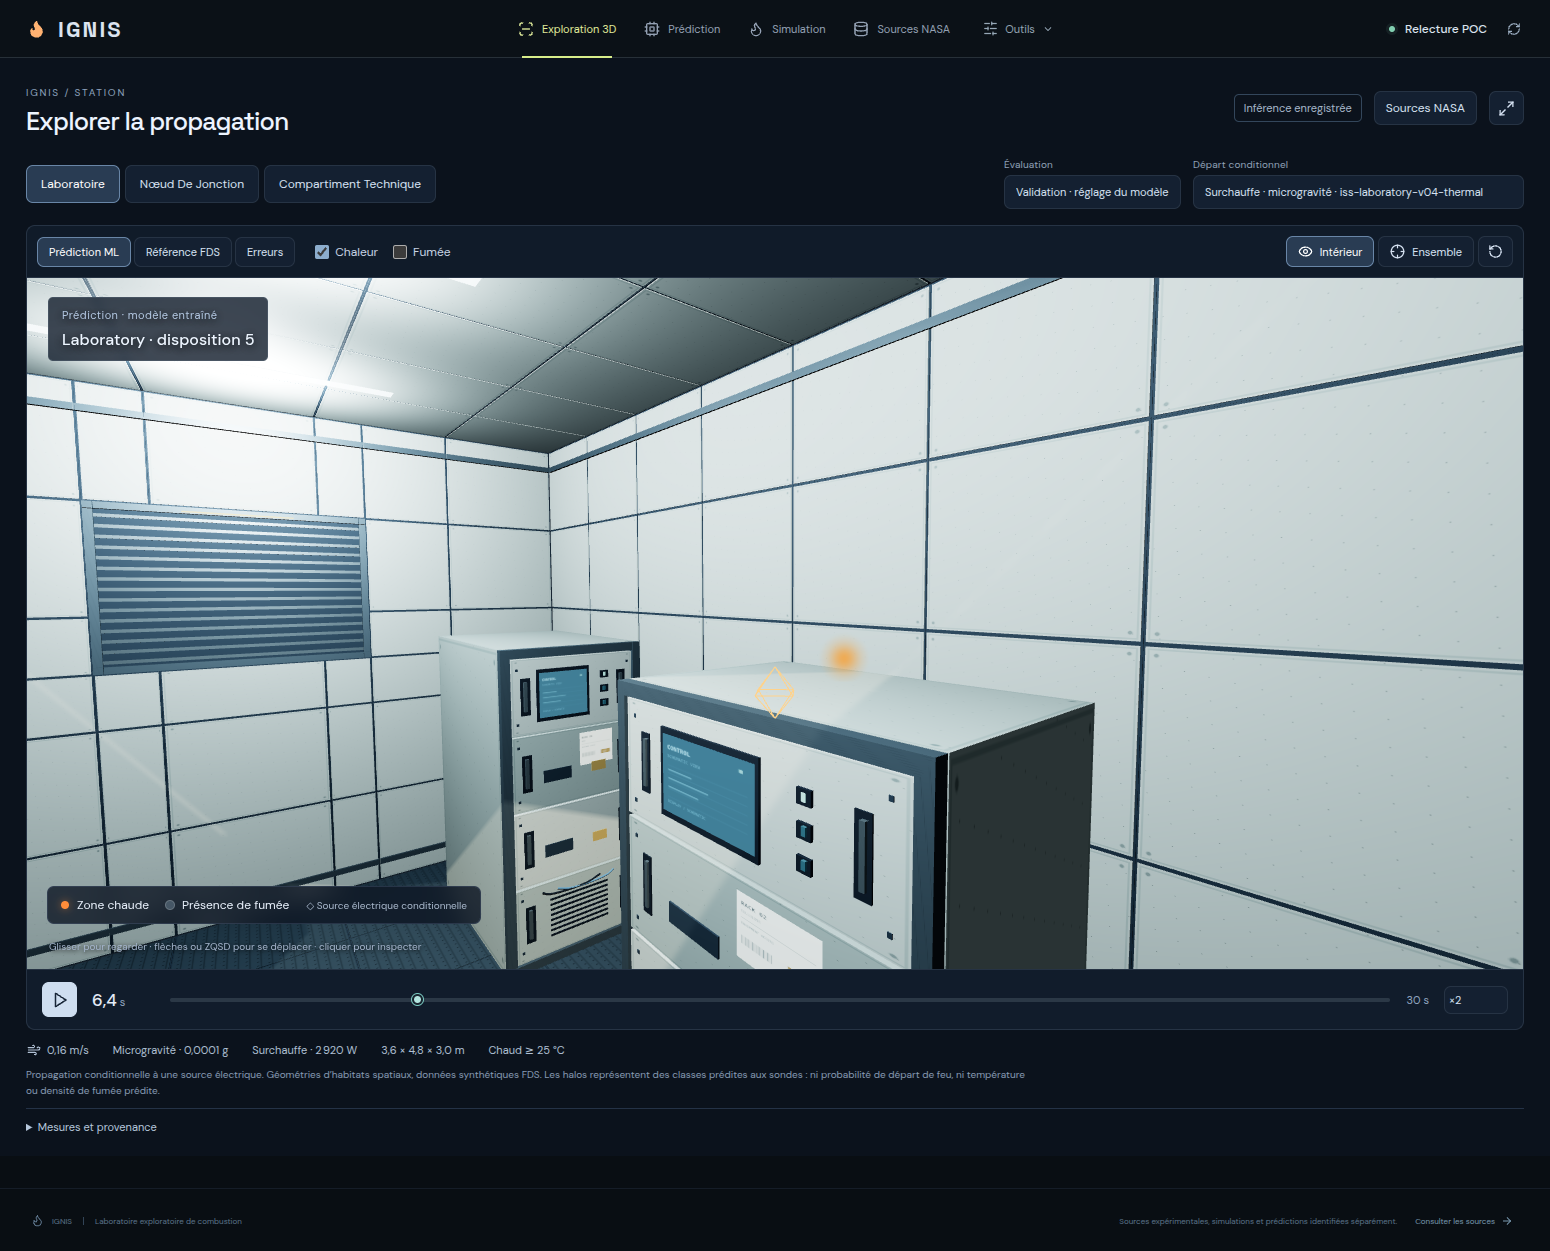 IGNIS
Exploration 3D
Prédiction
Simulation
Sources NASA
Outils
Relecture POC
IGNIS / STATION
Explorer la propagation
Inférence enregistrée
Sources NASA
Laboratoire
Nœud De Jonction
Compartiment Technique
Évaluation
Validation · réglage du modèle
Départ conditionnel
Surchauffe · microgravité · iss-laboratory-v04-thermal
Prédiction ML
Référence FDS
Erreurs
Chaleur
Fumée
Intérieur
Ensemble
Prédiction · modèle entraîné
Laboratory · disposition 5
CONTROL
RACK 02
Zone chaude
Présence de fumée
◇ Source électrique conditionnelle
Glisser pour regarder · flèches ou ZQSD pour se déplacer · cliquer pour inspecter
6,4 s
30 s
×2
0,16 m/s
Microgravité · 0,0001 g
Surchauffe · 2 920 W
3,6 × 4,8 × 3,0 m
Chaud ≥ 25 °C
Propagation conditionnelle à une source électrique. Géométries d'habitats spatiaux, données synthétiques FDS. Les halos représentent des classes prédites aux sondes : ni probabilité de départ de feu, ni température
ou densité de fumée prédite.
Mesures et provenance
IGNIS | Laboratoire exploratoire de combustion
Sources expérimentales, simulations et prédictions identifiées séparément.
Consulter les sources